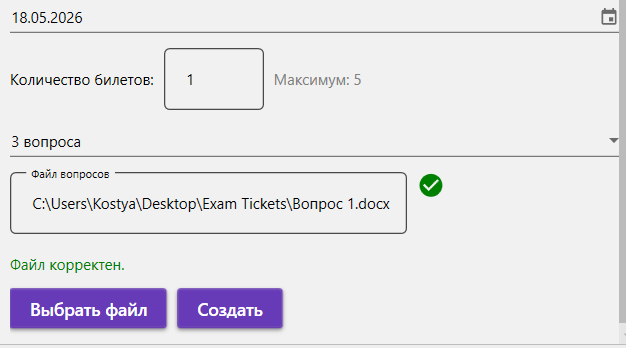 18.05.2026
Количество билетов: 1 Максимум: 5
3 вопроса
Файл вопросов
C:\Users\Kostya\Desktop\Exam Tickets\Вопрос 1.docx
Файл корректен.
Выбрать файл Создать